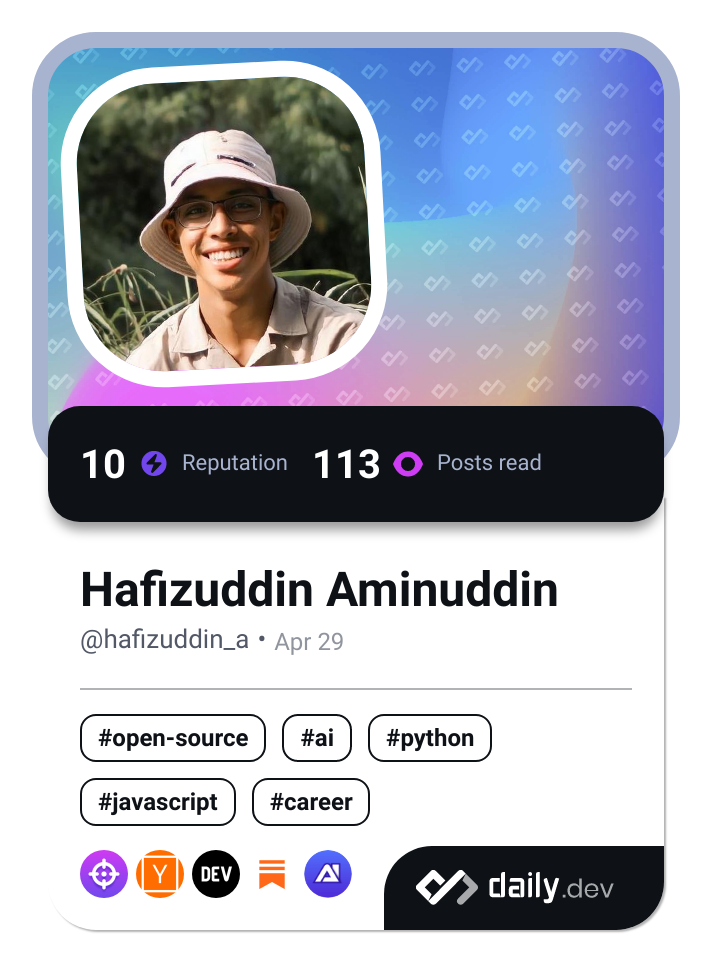 10 Reputation 113 Posts read
Hafizuddin Aminuddin
@hafizuddin_a • Apr 29
#open-source #ai #python
#javascript #career
Y DEV daily.dev